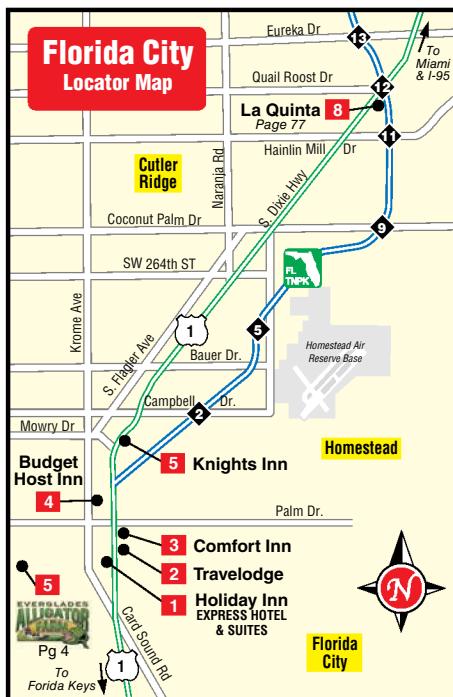 Florida City
Locator Map
Eureka Dr
13
To
Miami
& I-95
Quail Roost Dr
12
La Quinta 8
Page 77
11
Hainlin Mill Dr
Cutler
Ridge
Naranja Rd
S. Dixie Hwy
Coconut Palm Dr
9
SW 264th ST
FL
TNPK
Krome Ave
1
5
Homestead Air
Reserve Base
S. Flagler Ave
Bauer Dr.
Campbell Dr.
2
Mowry Dr
Homestead
5 Knights Inn
Budget
Host Inn
4
Palm Dr.
3 Comfort Inn
2 Travelodge
1 Holiday Inn
EXPRESS HOTEL
& SUITES
N
5
EVERGLADES
ALLIGATOR
FARM
Pg 4
Card Sound Rd
Florida
City
To
Forida Keys
1